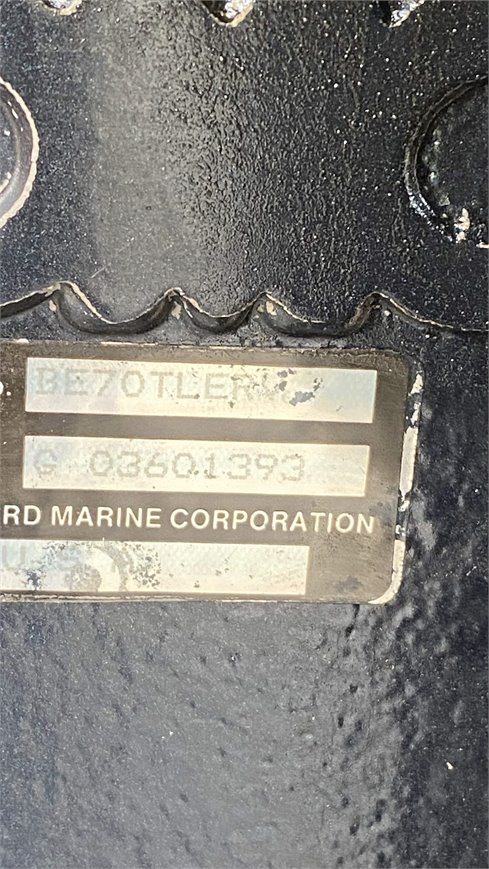 BE70TLER
G 03601393
RD MARINE CORPORATION
U.S